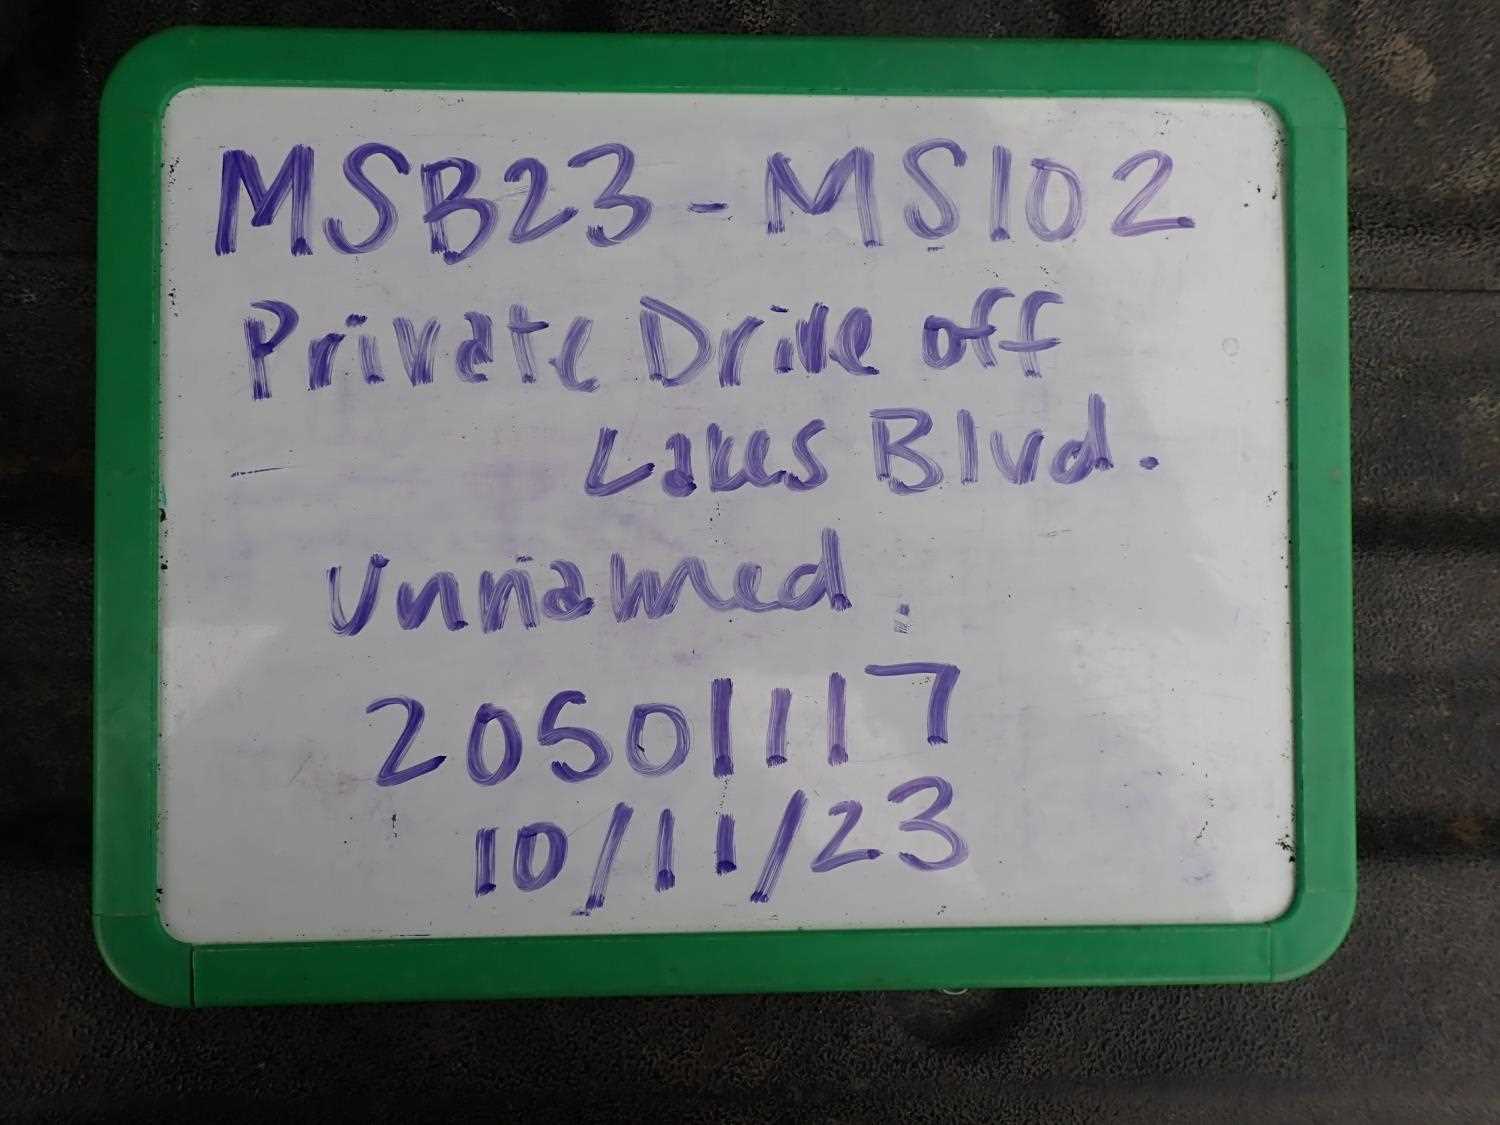 MSB23-MS102
Private Drive off
Lakes Blvd.
Unnamed.
20501117
10/11/23